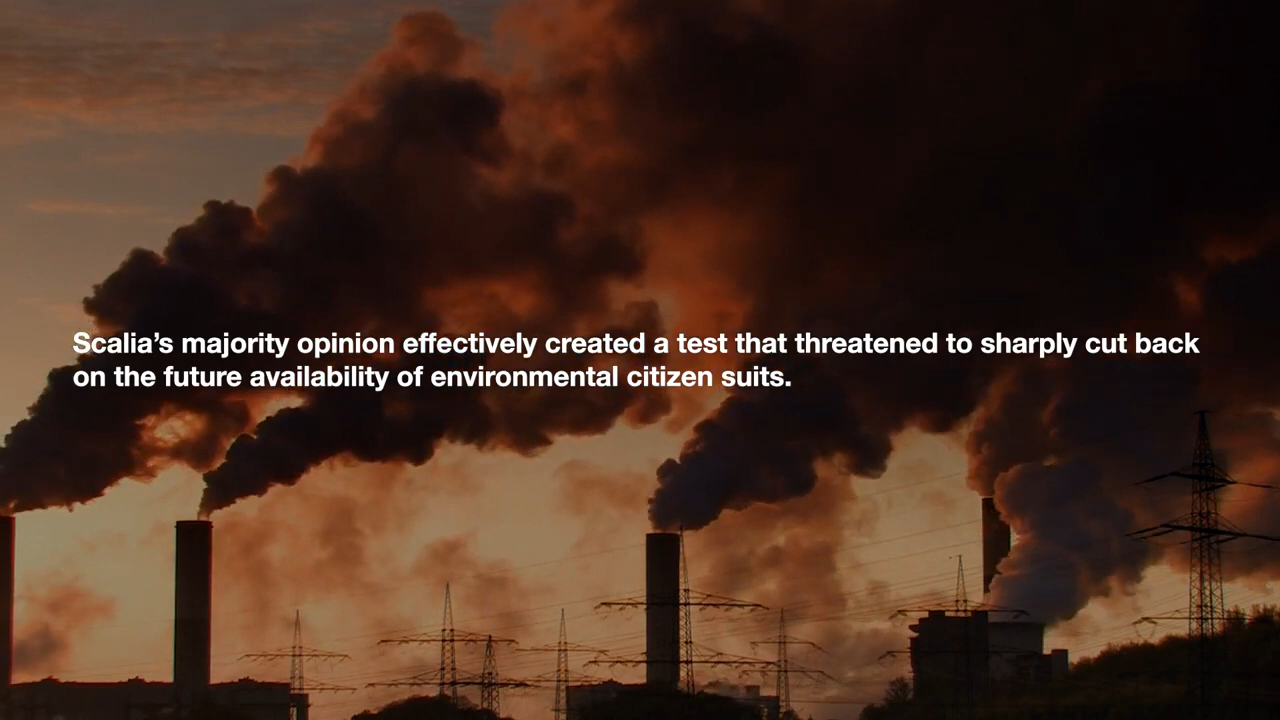 Scalia’s majority opinion effectively created a test that threatened to sharply cut back
on the future availability of environmental citizen suits.